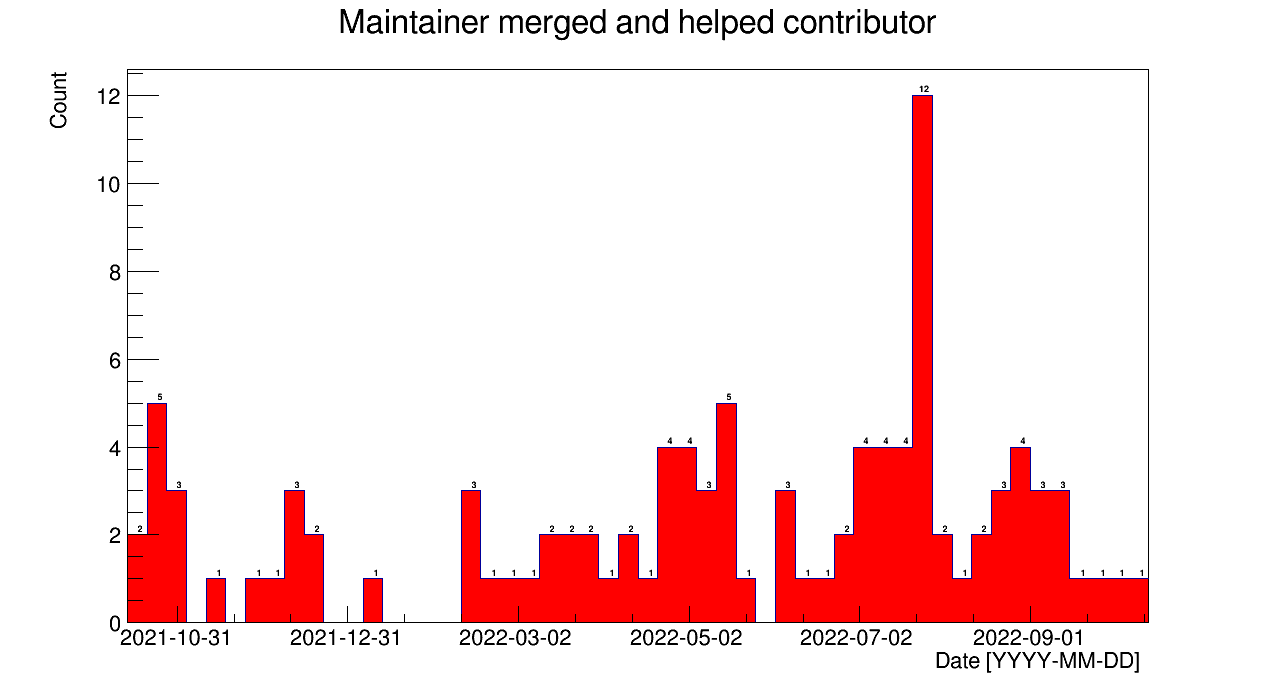 Maintainer merged and helped contributor
Count
12
10
8
6
4
2
0
2 5 3 1 1 1 3 2 1 3 1 1 1 2 2 2 1 2 1 4 4 3 5 1 3 1 1 2 4 4 4 12 2 1 2 3 4 3 3 1 1 1 1
2021-10-31 2021-12-31 2022-03-02 2022-05-02 2022-07-02 2022-09-01
Date [YYYY-MM-DD]